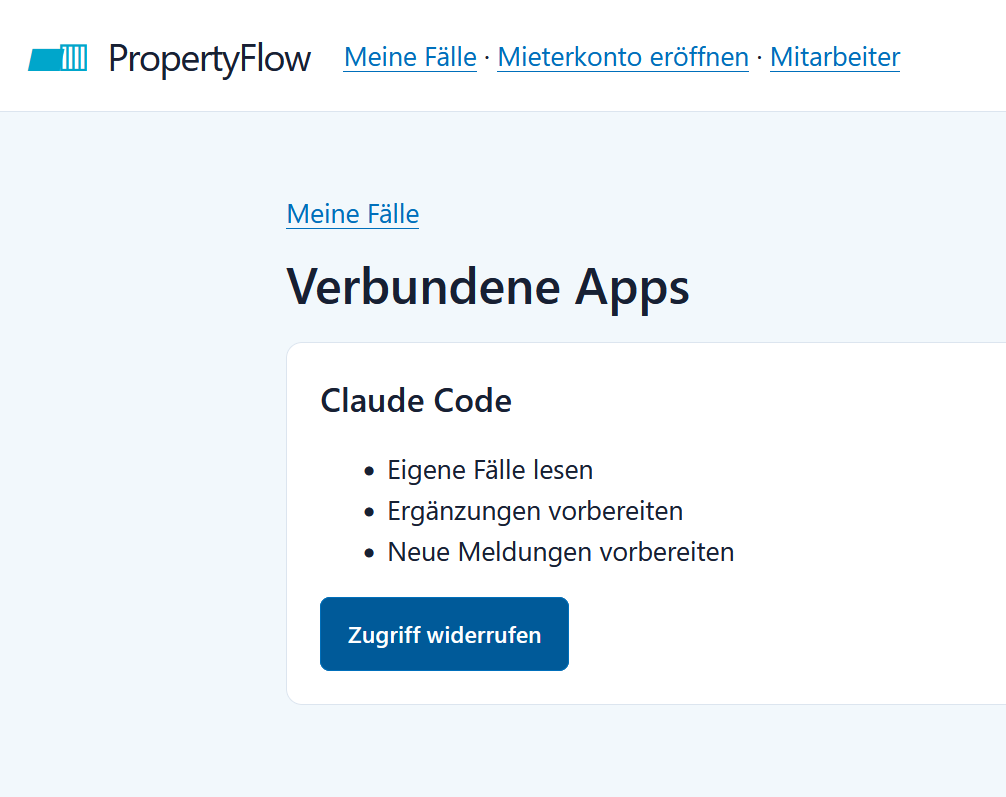 PropertyFlow Meine Fälle · Mieterkonto eröffnen · Mitarbeiter
Meine Fälle
Verbundene Apps
Claude Code
• Eigene Fälle lesen
• Ergänzungen vorbereiten
• Neue Meldungen vorbereiten
Zugriff widerrufen